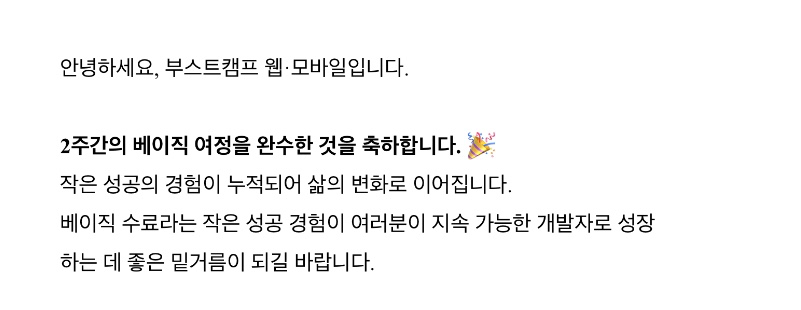 안녕하세요, 부스트캠프 웹·모바일입니다.
2주간의 베이직 여정을 완수한 것을 축하합니다. 🎉
작은 성공의 경험이 누적되어 삶의 변화로 이어집니다.
베이직 수료라는 작은 성공 경험이 여러분이 지속 가능한 개발자로 성장
하는 데 좋은 밑거름이 되길 바랍니다.